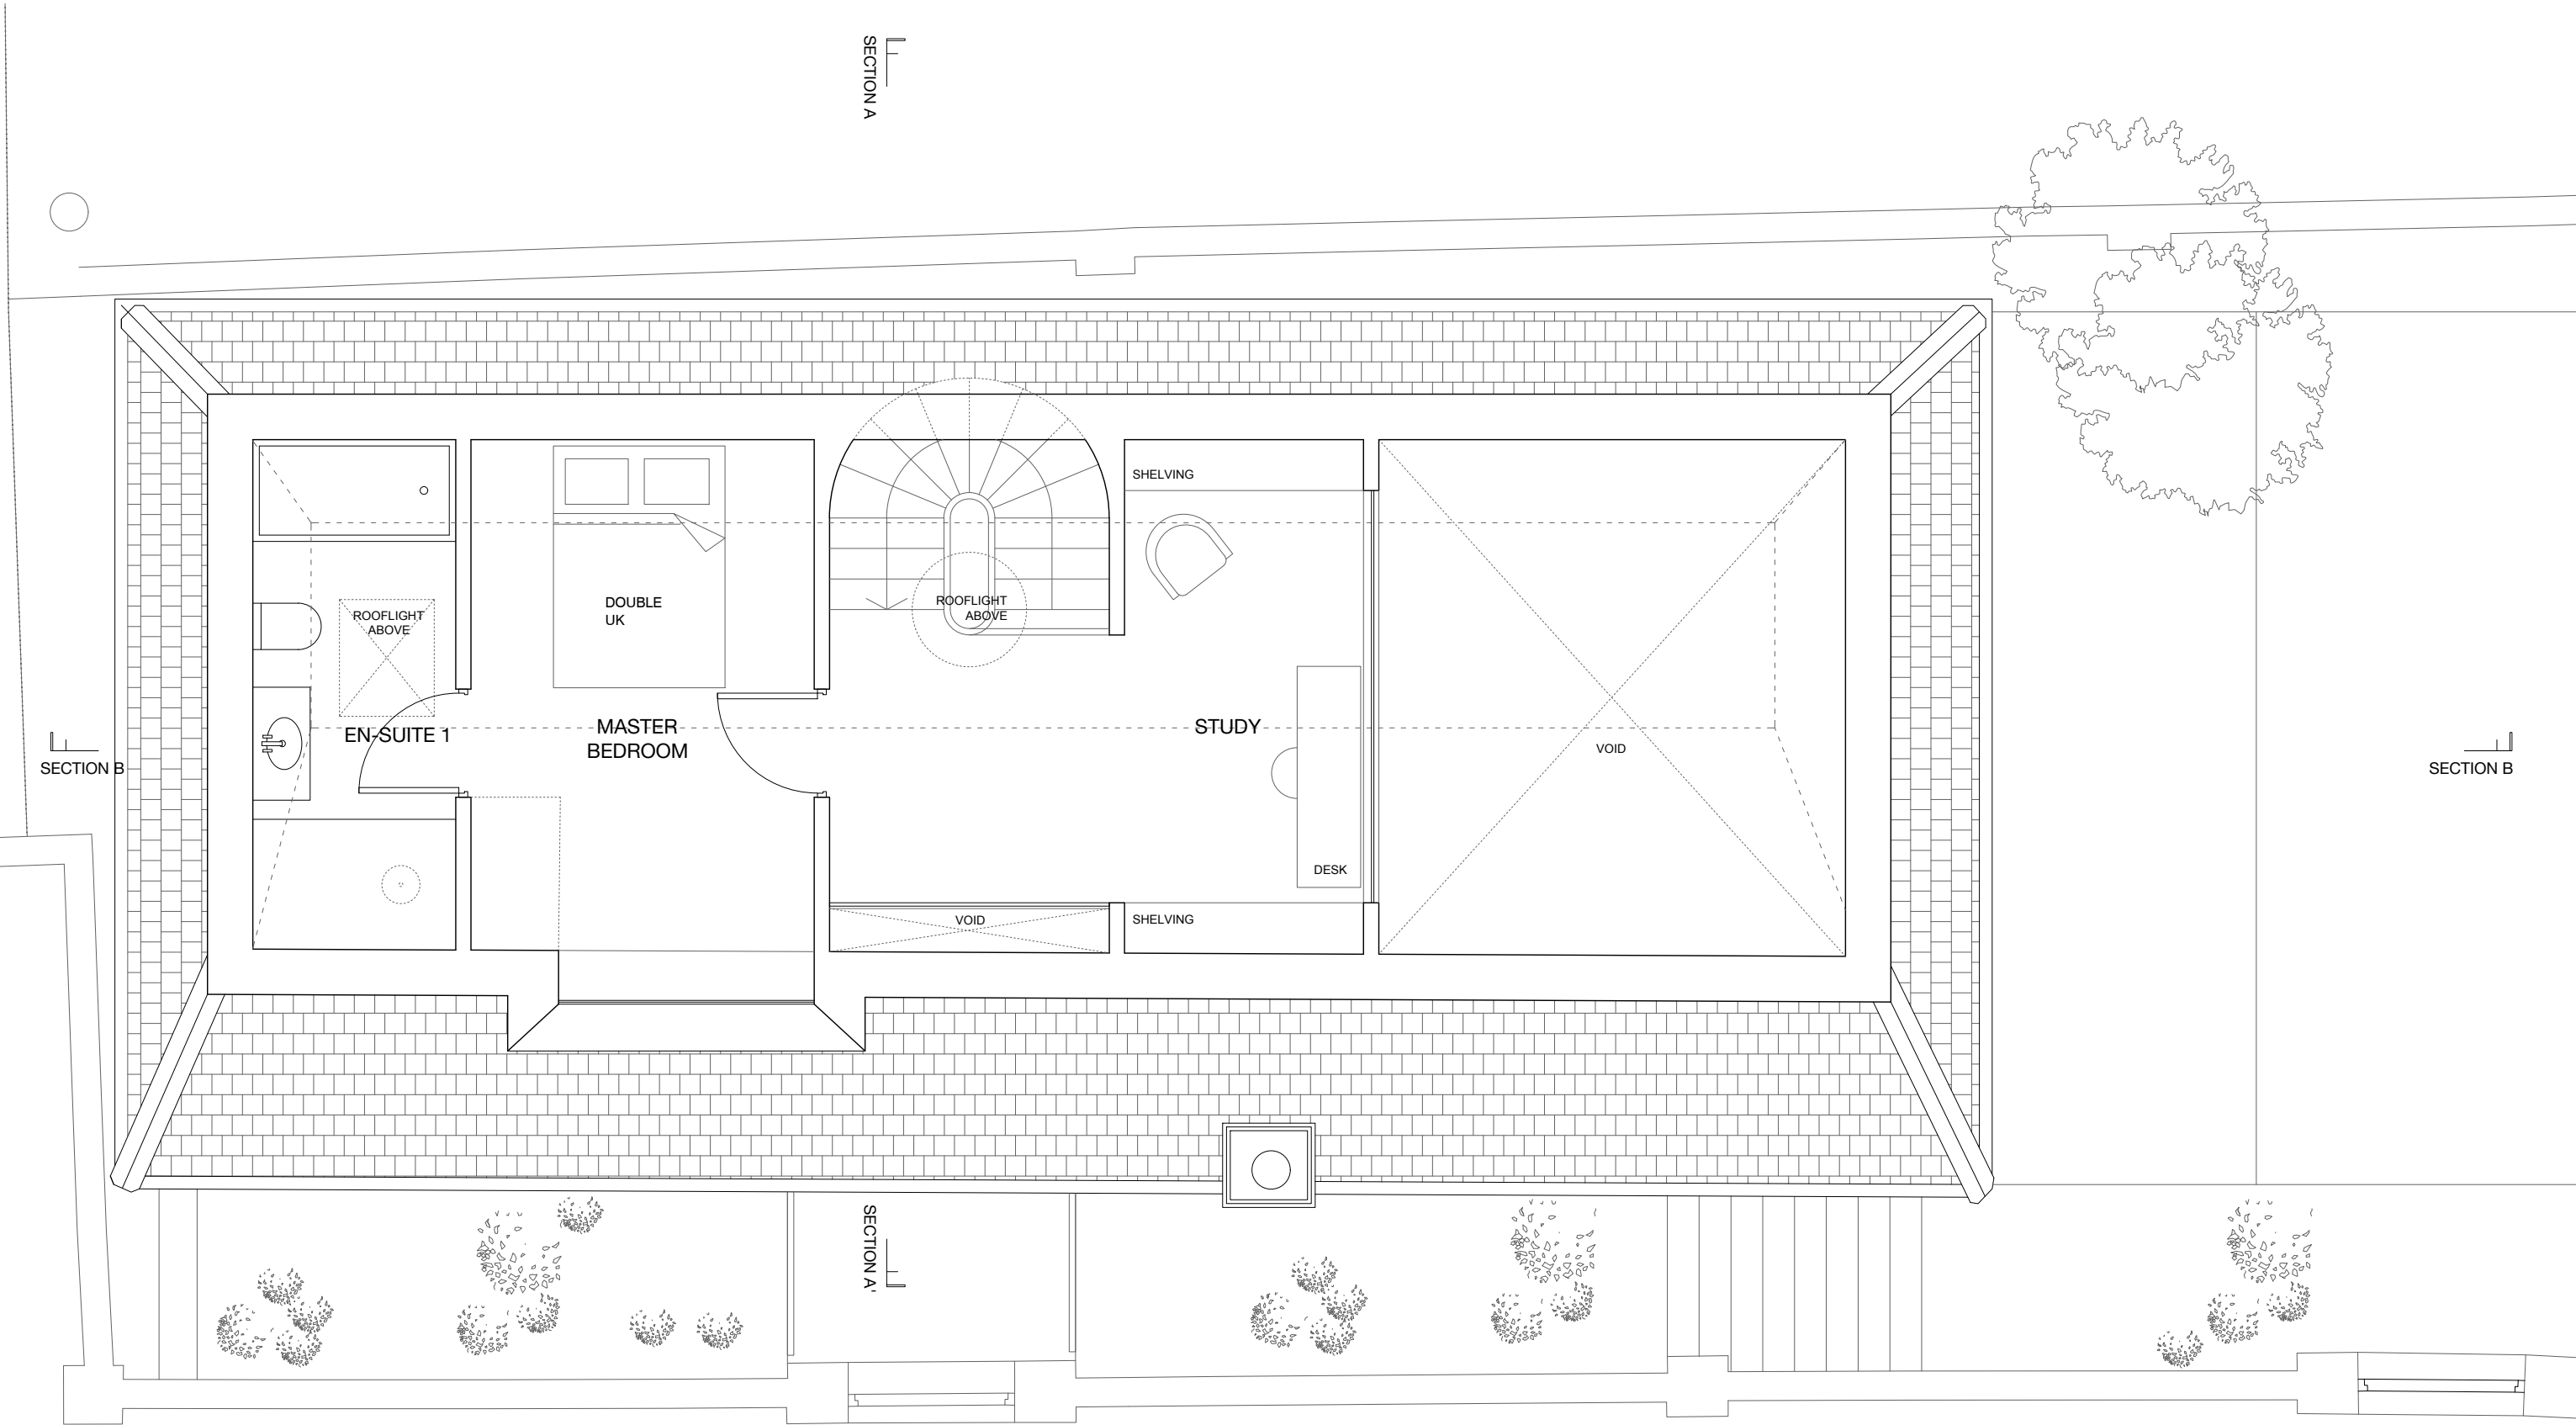 SECTION A
SHELVING
DOUBLE
UK
ROOFLIGHT
ABOVE
ROOFLIGHT
ABOVE
EN-SUITE 1
MASTER
BEDROOM
STUDY
VOID
SECTION B
SECTION B
DESK
VOID
SHELVING
SECTION A'